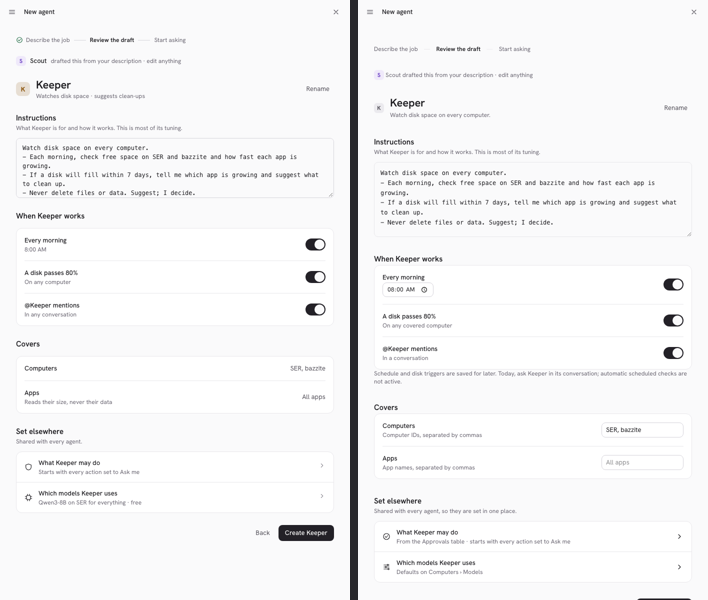 New agent
Describe the job
Review the draft
Start asking
S
Scout drafted this from your description · edit anything
K
Keeper
Watches disk space · suggests clean-ups
Rename
Instructions
What Keeper is for and how it works. This is most of its tuning.
Watch disk space on every computer.
- Each morning, check free space on SER and bazzite and how fast each app is
growing.
- If a disk will fill within 7 days, tell me which app is growing and suggest what
to clean up.
- Never delete files or data. Suggest; I decide.
When Keeper works
Every morning
8:00 AM
A disk passes 80%
On any computer
@Keeper mentions
In any conversation
Covers
Computers
SER, bazzite
Apps
Reads their size, never their data
All apps
Set elsewhere
Shared with every agent.
What Keeper may do
Starts with every action set to Ask me
Which models Keeper uses
Qwen3-8B on SER for everything · free
Back
Create Keeper
New agent
Describe the job
Review the draft
Start asking
S
Scout drafted this from your description · edit anything
K
Keeper
Watch disk space on every computer.
Rename
Instructions
What Keeper is for and how it works. This is most of its tuning.
Watch disk space on every computer.
- Each morning, check free space on SER and bazzite and how fast each app is
growing.
- If a disk will fill within 7 days, tell me which app is growing and suggest what
to clean up.
- Never delete files or data. Suggest; I decide.
When Keeper works
Every morning
08:00 AM
A disk passes 80%
On any covered computer
@Keeper mentions
In a conversation
Schedule and disk triggers are saved for later. Today, ask Keeper in its conversation; automatic scheduled checks are
not active.
Covers
Computers
Computer IDs, separated by commas
SER, bazzite
Apps
App names, separated by commas
All apps
Set elsewhere
Shared with every agent, so they are set in one place.
What Keeper may do
From the Approvals table · starts with every action set to Ask me
Which models Keeper uses
Defaults on Computers › Models